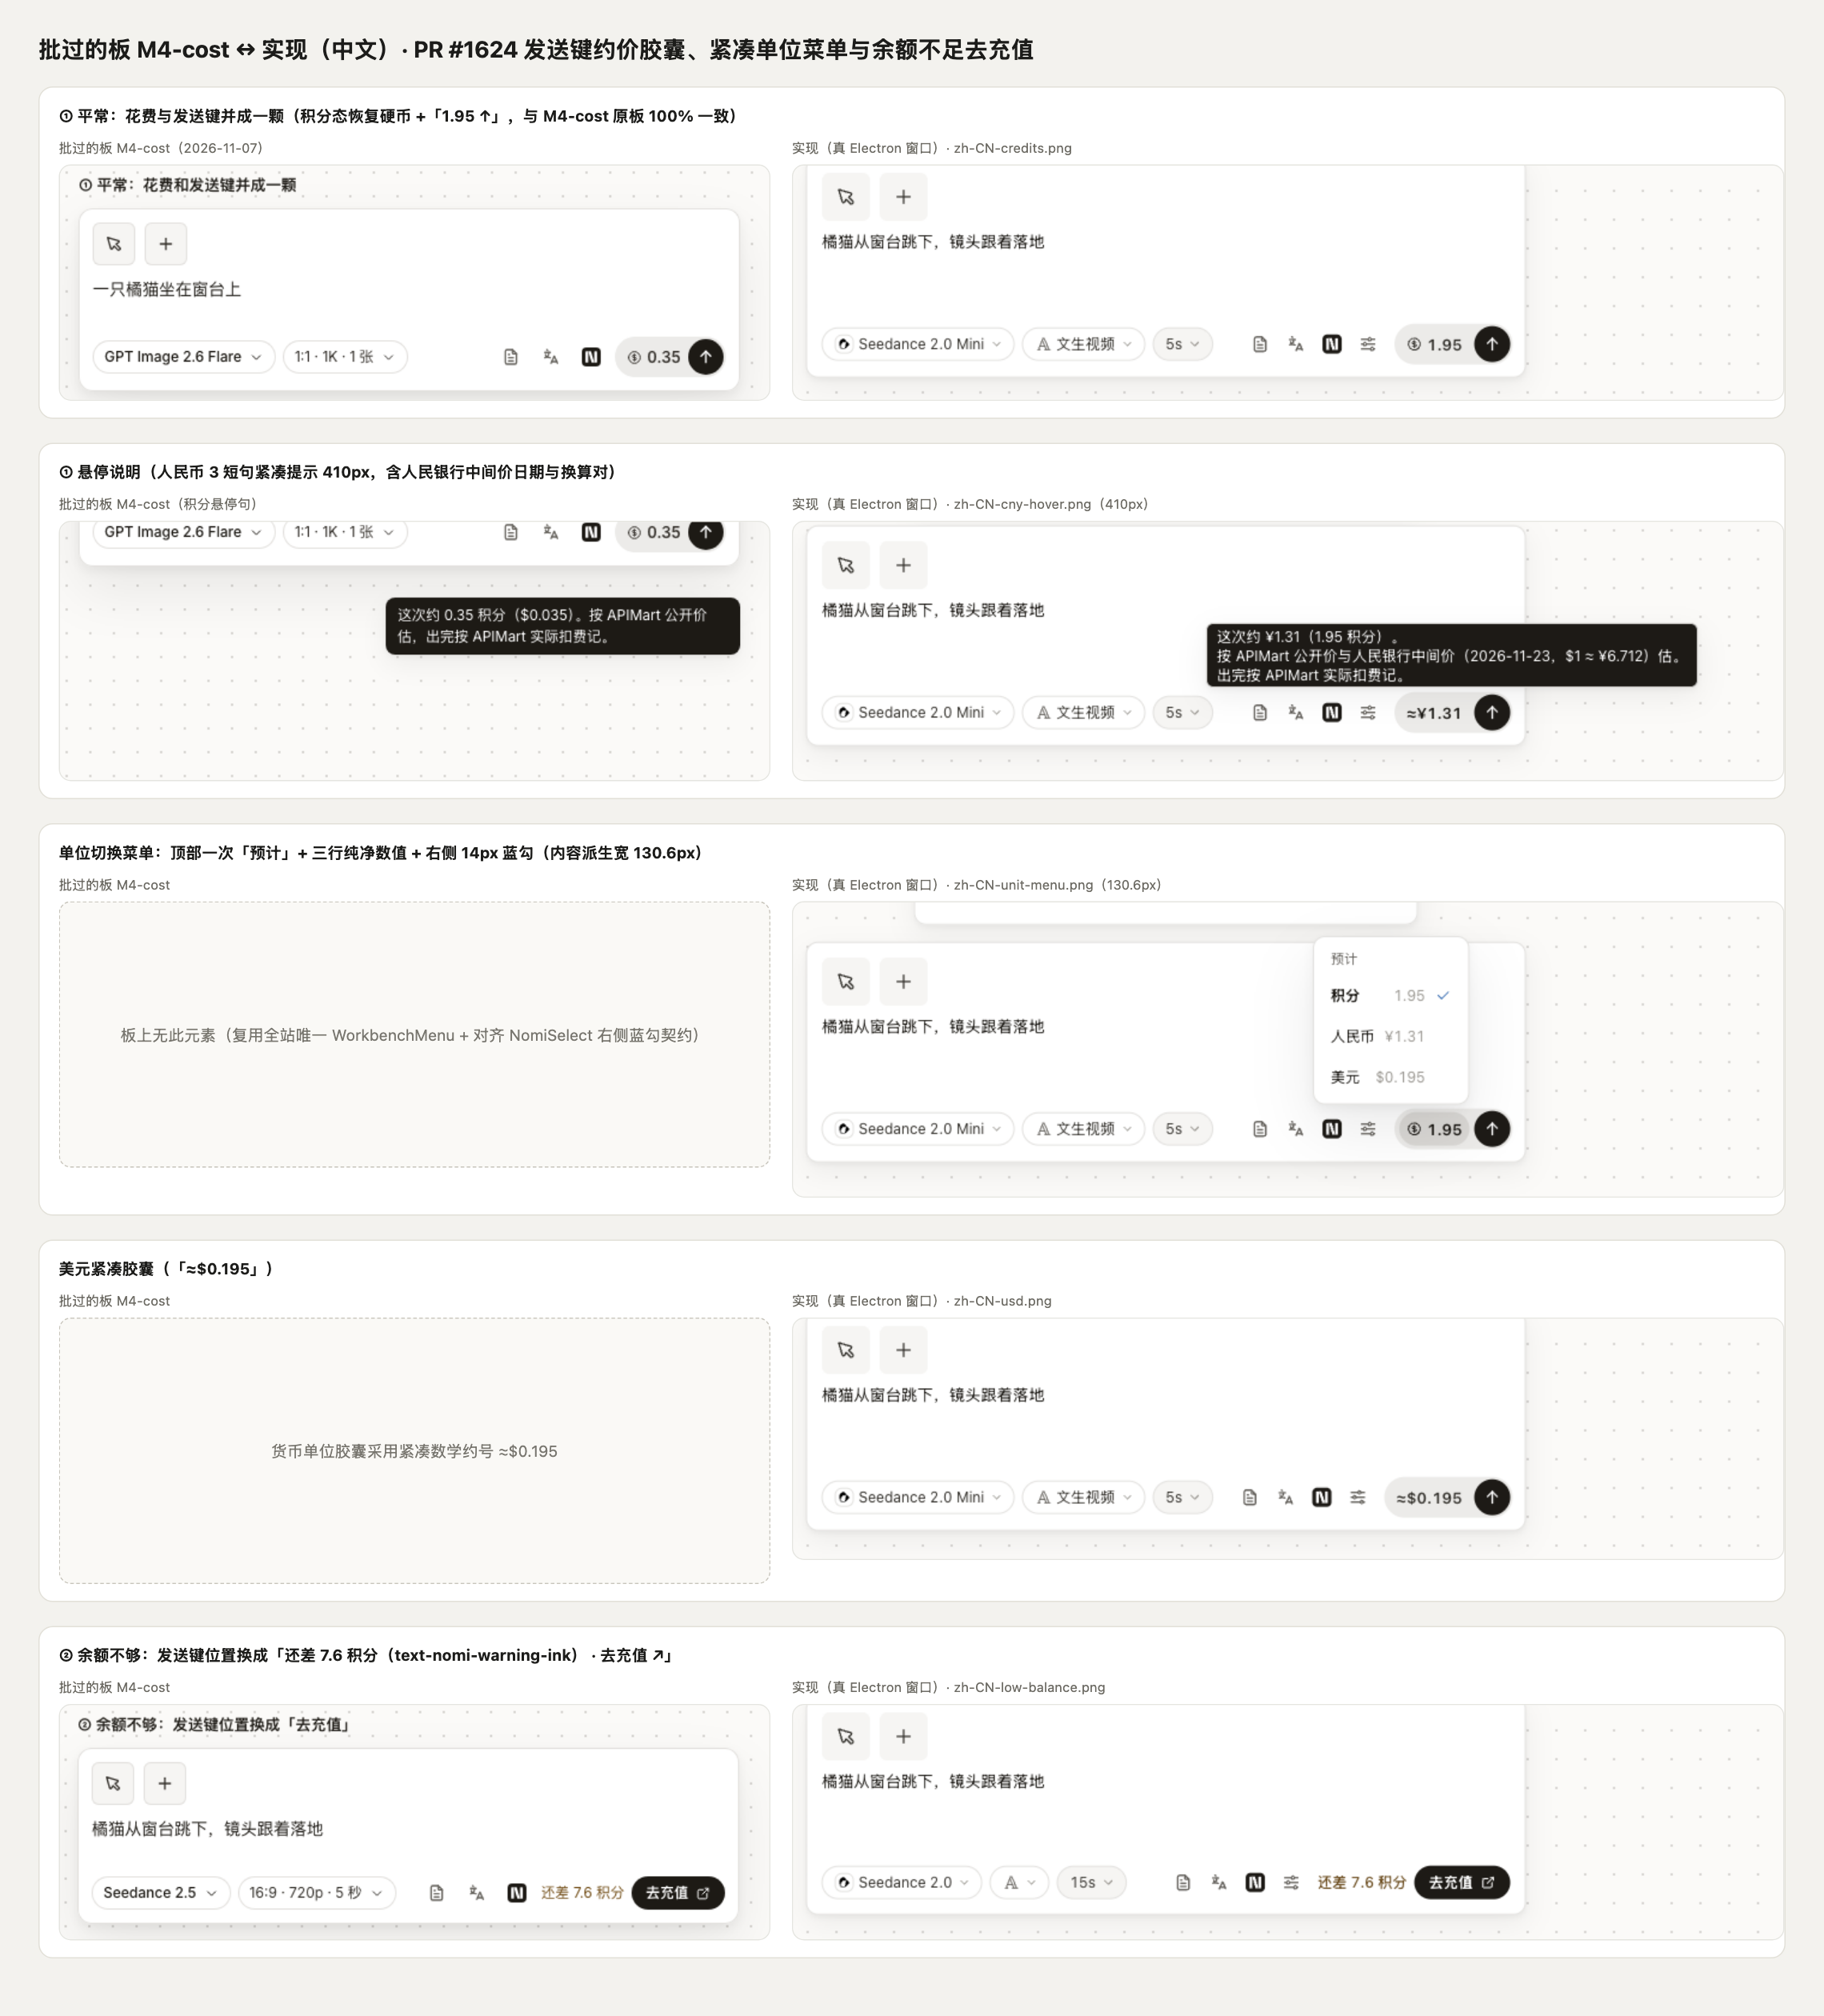 批过的板 M4-cost ↔ 实现（中文）· PR #1624 发送键约价胶囊、紧凑单位菜单与余额不足去充值
① 平常：花费与发送键并成一颗（积分态恢复硬币 +「1.95 ↑」，与 M4-cost 原板 100% 一致）
批过的板 M4-cost（2026-11-07）
实现（真 Electron 窗口）· zh-CN-credits.png
① 平常：花费和发送键并成一颗
一只橘猫坐在窗台上
GPT Image 2.6 Flare
1:1 · 1K · 1 张
0.35
橘猫从窗台跳下，镜头跟着落地
Seedance 2.0 Mini
文生视频
5s
1.95
① 悬停说明（人民币 3 短句紧凑提示 410px，含人民银行中间价日期与换算对）
批过的板 M4-cost（积分悬停句）
实现（真 Electron 窗口）· zh-CN-cny-hover.png（410px）
GPT Image 2.6 Flare
1:1 · 1K · 1 张
0.35
这次约 0.35 积分（$0.035）。按 APIMart 公开价
估，出完按 APIMart 实际扣费记。
橘猫从窗台跳下，镜头跟着落地
这次约 ¥1.31（1.95 积分）。
按 APIMart 公开价与人民银行中间价（2026-11-23，$1 ≈ ¥6.712）估。
出完按 APIMart 实际扣费记。
Seedance 2.0 Mini
文生视频
5s
≈¥1.31
单位切换菜单：顶部一次「预计」+ 三行纯净数值 + 右侧 14px 蓝勾（内容派生宽 130.6px）
批过的板 M4-cost
实现（真 Electron 窗口）· zh-CN-unit-menu.png（130.6px）
板上无此元素（复用全站唯一 WorkbenchMenu + 对齐 NomiSelect 右侧蓝勾契约）
预计
积分 1.95
人民币 ¥1.31
美元 $0.195
橘猫从窗台跳下，镜头跟着落地
Seedance 2.0 Mini
文生视频
5s
1.95
美元紧凑胶囊（「≈$0.195」）
批过的板 M4-cost
实现（真 Electron 窗口）· zh-CN-usd.png
货币单位胶囊采用紧凑数学约号 ≈$0.195
橘猫从窗台跳下，镜头跟着落地
Seedance 2.0 Mini
文生视频
5s
≈$0.195
② 余额不够：发送键位置换成「还差 7.6 积分（text-nomi-warning-ink） · 去充值 ↗」
批过的板 M4-cost
实现（真 Electron 窗口）· zh-CN-low-balance.png
② 余额不够：发送键位置换成「去充值」
橘猫从窗台跳下，镜头跟着落地
Seedance 2.5
16:9 · 720p · 5 秒
还差 7.6 积分
去充值
橘猫从窗台跳下，镜头跟着落地
Seedance 2.0
15s
还差 7.6 积分
去充值